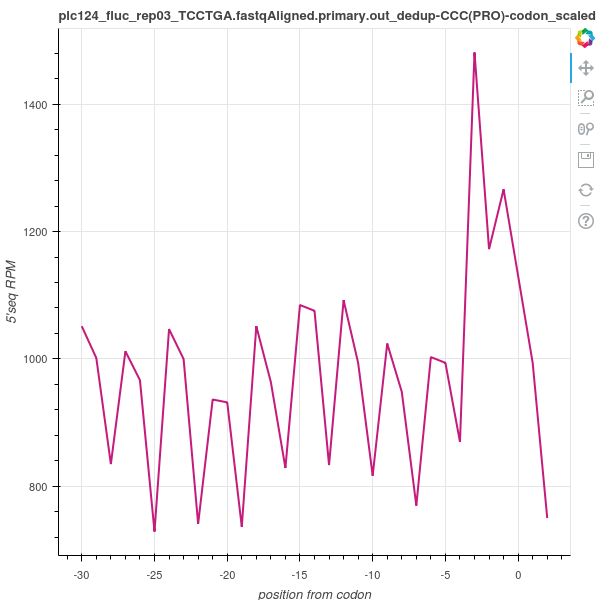 plc124_fluc_rep03_TCCTGA.fastqAligned.primary.out_dedup-CCC(PRO)-codon_scaled
1400
1200
1000
800
5'seq RPM
-30 -25 -20 -15 -10 -5 0
position from codon